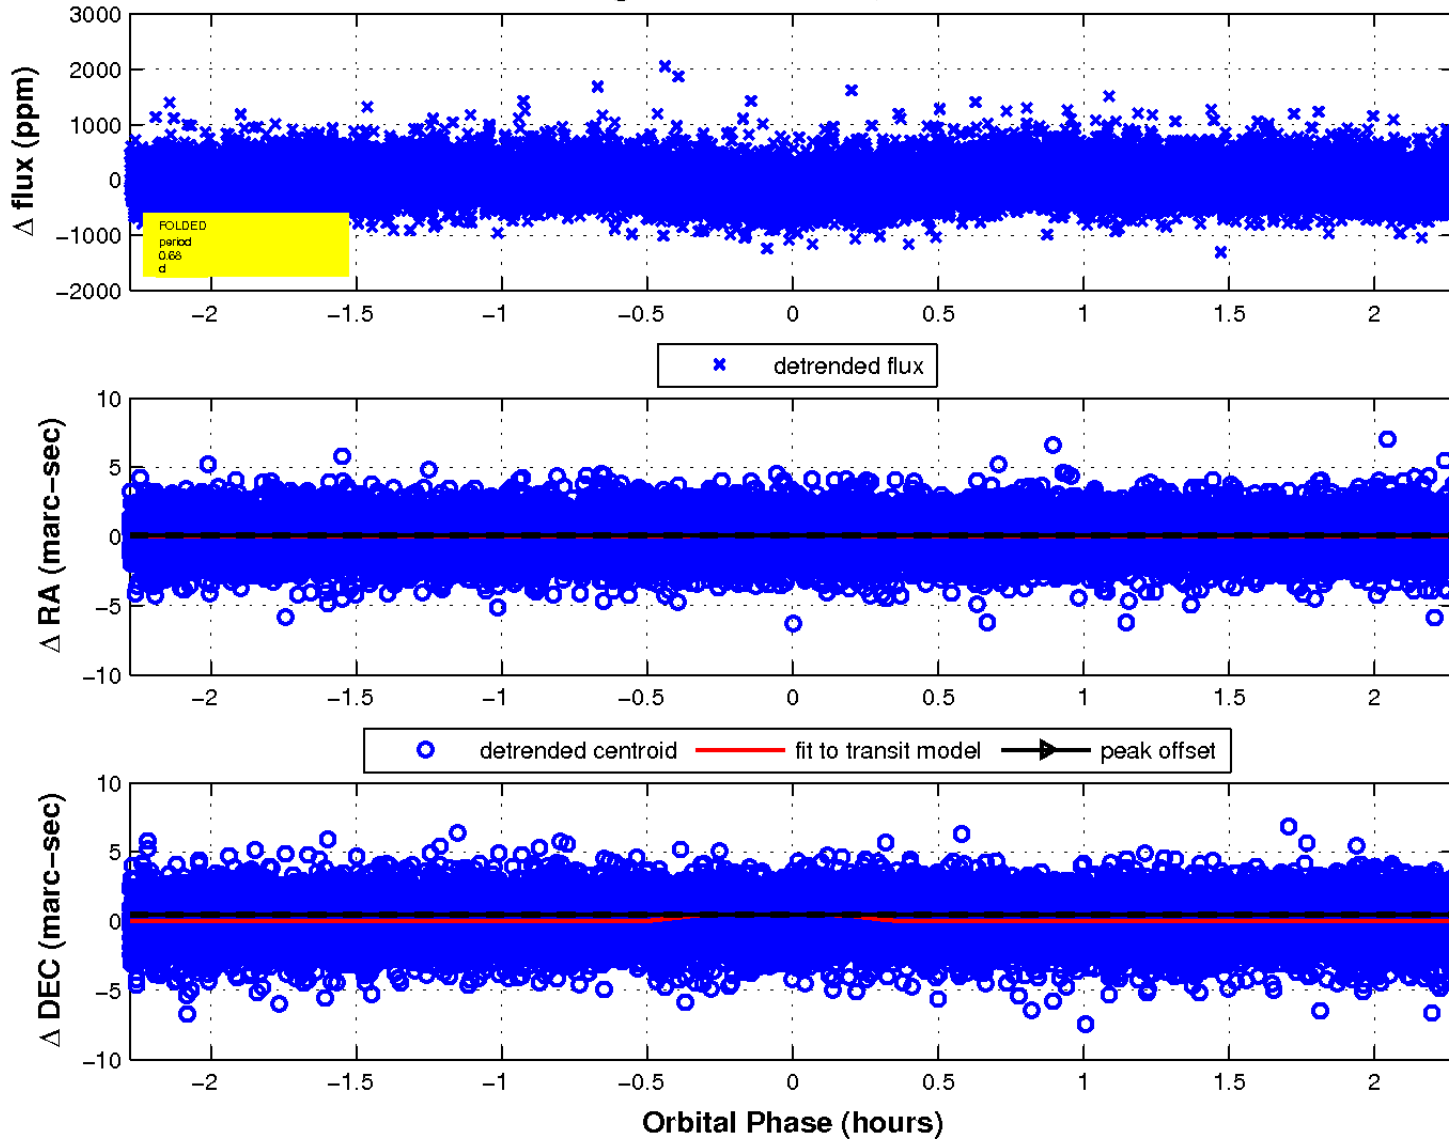 3000
2000
1000
0
−1000
−2000
Δ flux (ppm)
FOLDED
period
0.68
d
−2 −1.5 −1 −0.5 0 0.5 1 1.5 2
detrended flux
10
5
0
−5
−10
Δ RA (marc−sec)
−2 −1.5 −1 −0.5 0 0.5 1 1.5 2
detrended centroid fit to transit model peak offset
10
5
0
−5
−10
Δ DEC (marc−sec)
−2 −1.5 −1 −0.5 0 0.5 1 1.5 2
Orbital Phase (hours)